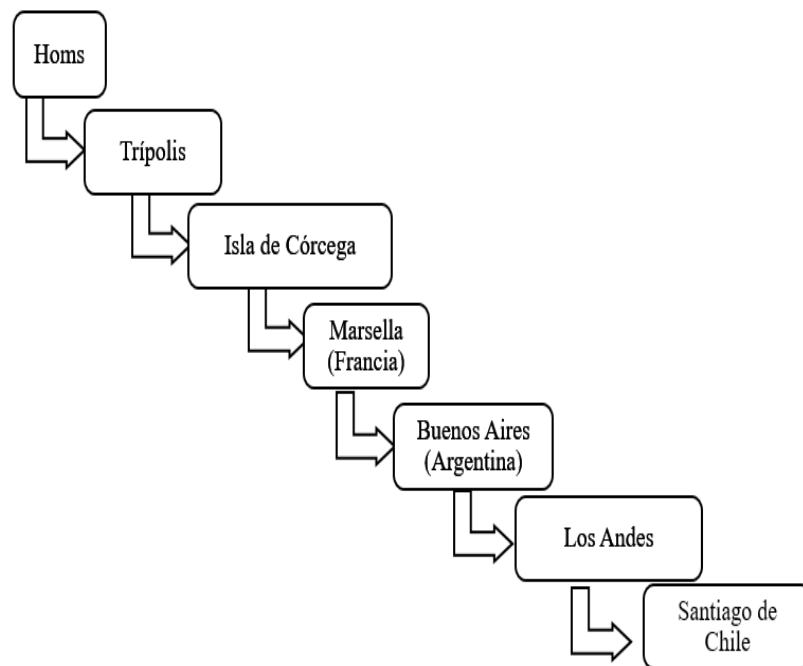 Homs
Trípolis
Isla de Córcega
Marsella
(Francia)
Buenos Aires
(Argentina)
Los Andes
Santiago de
Chile